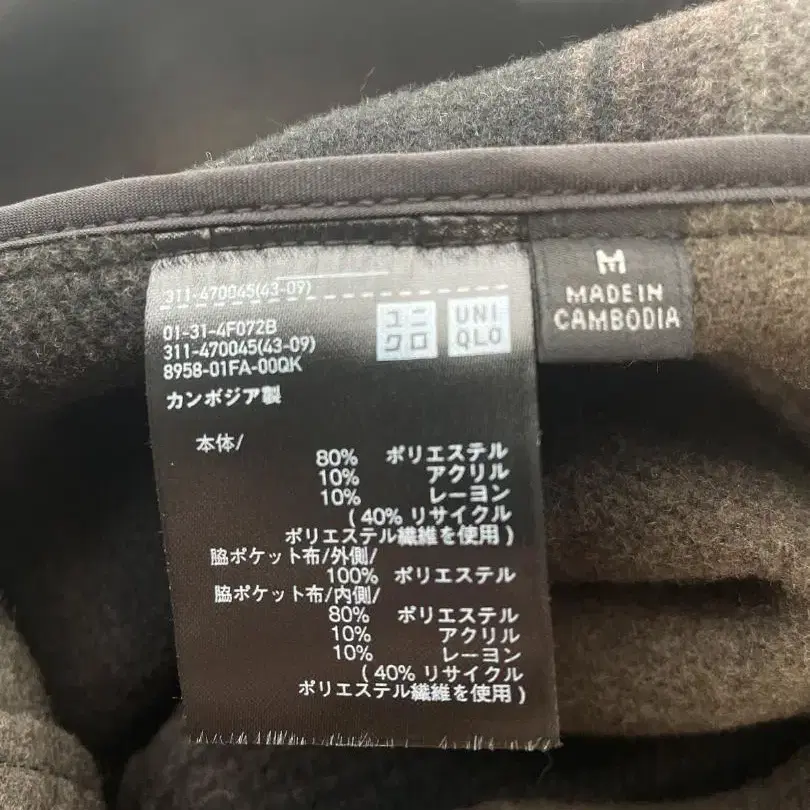 311-470045(43-09)
01-31-4F072B
311-470045(43-09)
8958-01FA-00QK
ユニ
クロ
UNI
QLO
カンボジア製
本体/
80% ポリエステル
10% アクリル
10% レーヨン
( 40% リサイクル
ポリエステル繊維を使用 )
脇ポケット布/外側/
100% ポリエステル
脇ポケット布/内側/
80% ポリエステル
10% アクリル
10% レーヨン
( 40% リサイクル
ポリエステル繊維を使用 )
M
MADE IN
CAMBODIA